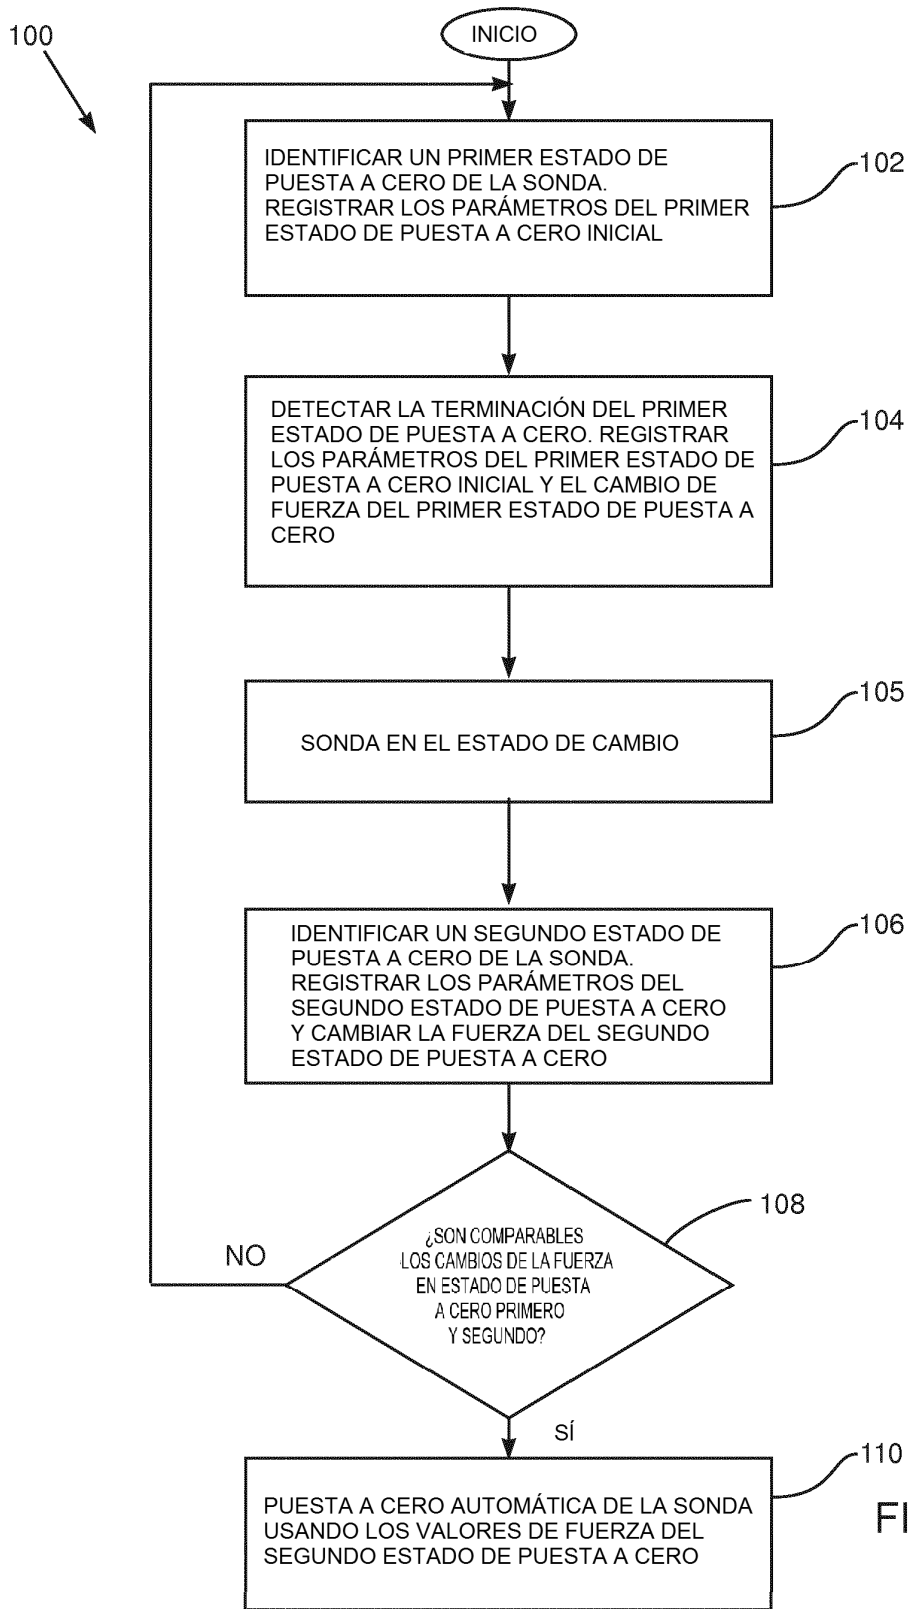 100
INICIO
IDENTIFICAR UN PRIMER ESTADO DE
PUESTA A CERO DE LA SONDA.
REGISTRAR LOS PARÁMETROS DEL PRIMER
ESTADO DE PUESTA A CERO INICIAL
102
DETECTAR LA TERMINACIÓN DEL PRIMER
ESTADO DE PUESTA A CERO. REGISTRAR
LOS PARÁMETROS DEL PRIMER ESTADO DE
PUESTA A CERO INICIAL Y EL CAMBIO DE
FUERZA DEL PRIMER ESTADO DE PUESTA A
CERO
104
SONDA EN EL ESTADO DE CAMBIO
105
IDENTIFICAR UN SEGUNDO ESTADO DE
PUESTA A CERO DE LA SONDA.
REGISTRAR LOS PARÁMETROS DEL
SEGUNDO ESTADO DE PUESTA A CERO
Y CAMBIAR LA FUERZA DEL SEGUNDO
ESTADO DE PUESTA A CERO
106
¿SON COMPARABLES
LOS CAMBIOS DE LA FUERZA
EN ESTADO DE PUESTA
A CERO PRIMERO
Y SEGUNDO?
108
NO
SÍ
PUESTA A CERO AUTOMÁTICA DE LA SONDA
USANDO LOS VALORES DE FUERZA DEL
SEGUNDO ESTADO DE PUESTA A CERO
110